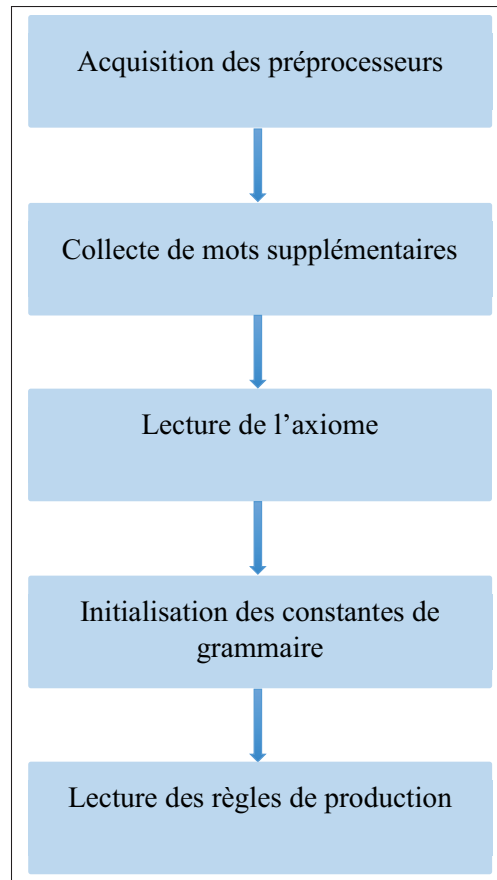 Acquisition des préprocesseurs
Collecte de mots supplémentaires
Lecture de l’axiome
Initialisation des constantes de
grammaire
Lecture des règles de production